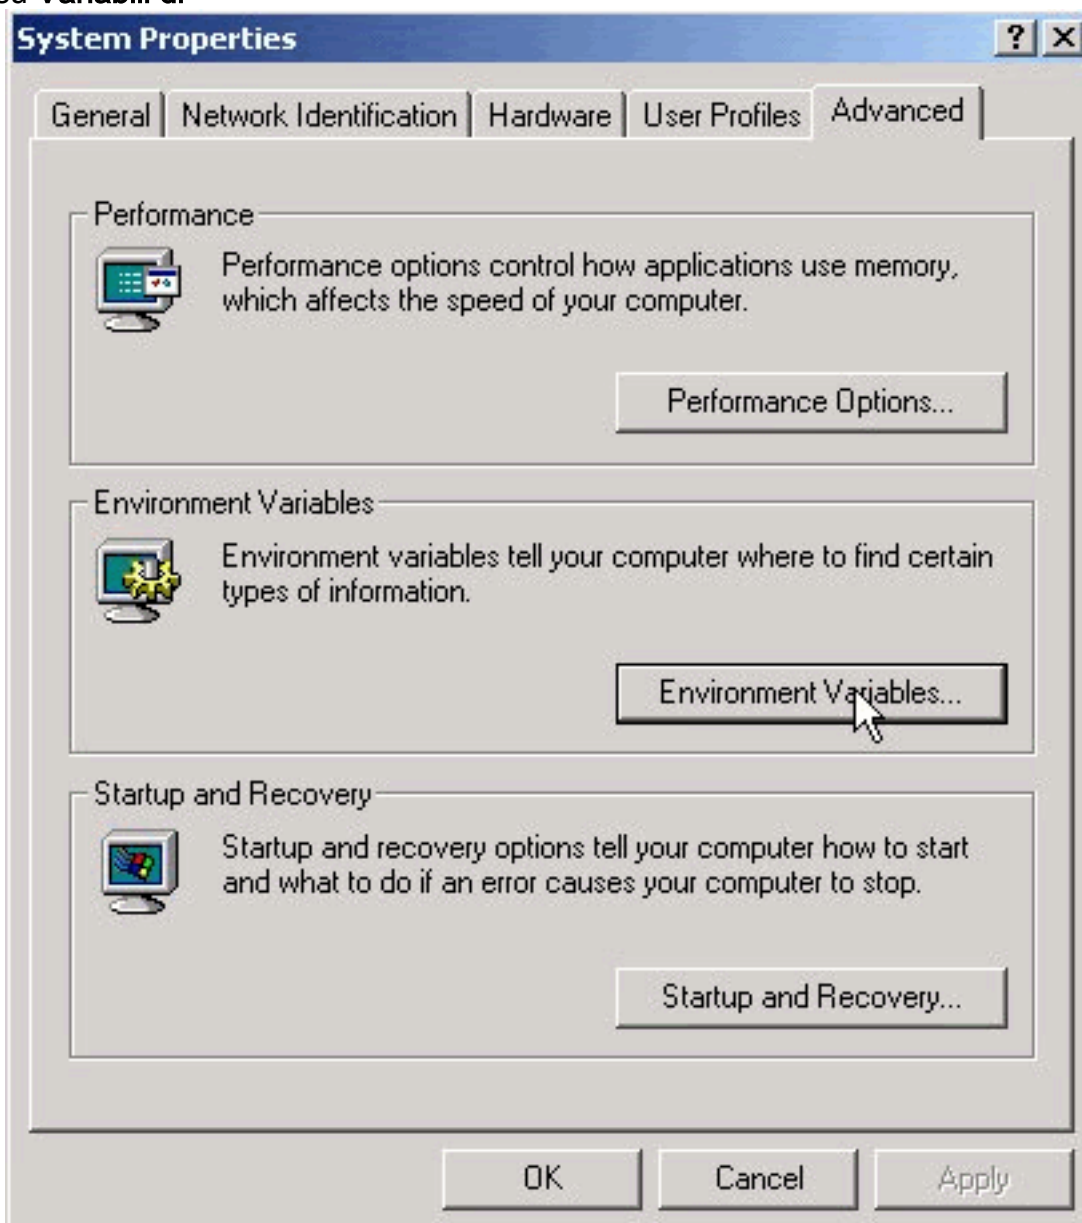 Variabili di
System Properties
General Network Identification Hardware User Profiles Advanced
Performance
Performance options control how applications use memory,
which affects the speed of your computer.
Performance Options...
Environment Variables
Environment variables tell your computer where to find certain
types of information.
Environment Variables...
Startup and Recovery
Startup and recovery options tell your computer how to start
and what to do if an error causes your computer to stop.
Startup and Recovery...
OK Cancel Apply